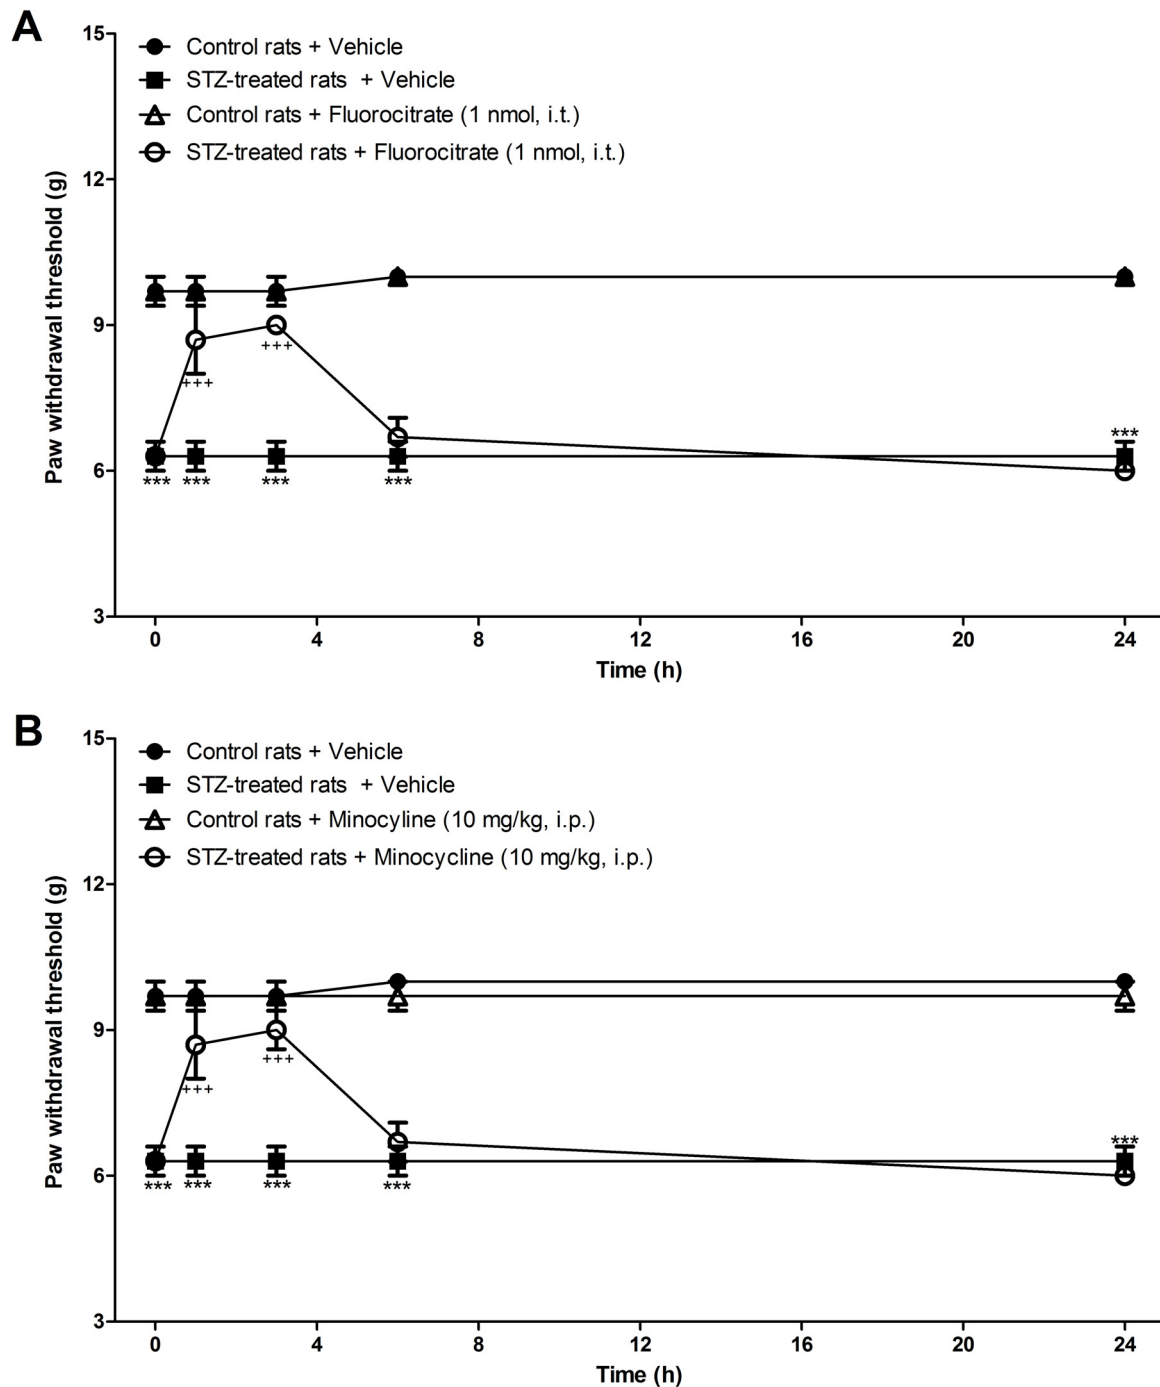 A
15
Control rats + Vehicle
STZ-treated rats + Vehicle
Control rats + Fluorocitrate (1 nmol, i.t.)
STZ-treated rats + Fluorocitrate (1 nmol, i.t.)
12
9
6
3
Paw withdrawal threshold (g)
+++
+++
***
*** *** *** ***
0 4 8 12 16 20 24
Time (h)
B
15
Control rats + Vehicle
STZ-treated rats + Vehicle
Control rats + Minocyline (10 mg/kg, i.p.)
STZ-treated rats + Minocycline (10 mg/kg, i.p.)
12
9
6
3
Paw withdrawal threshold (g)
+++
+++
***
*** *** *** ***
0 4 8 12 16 20 24
Time (h)